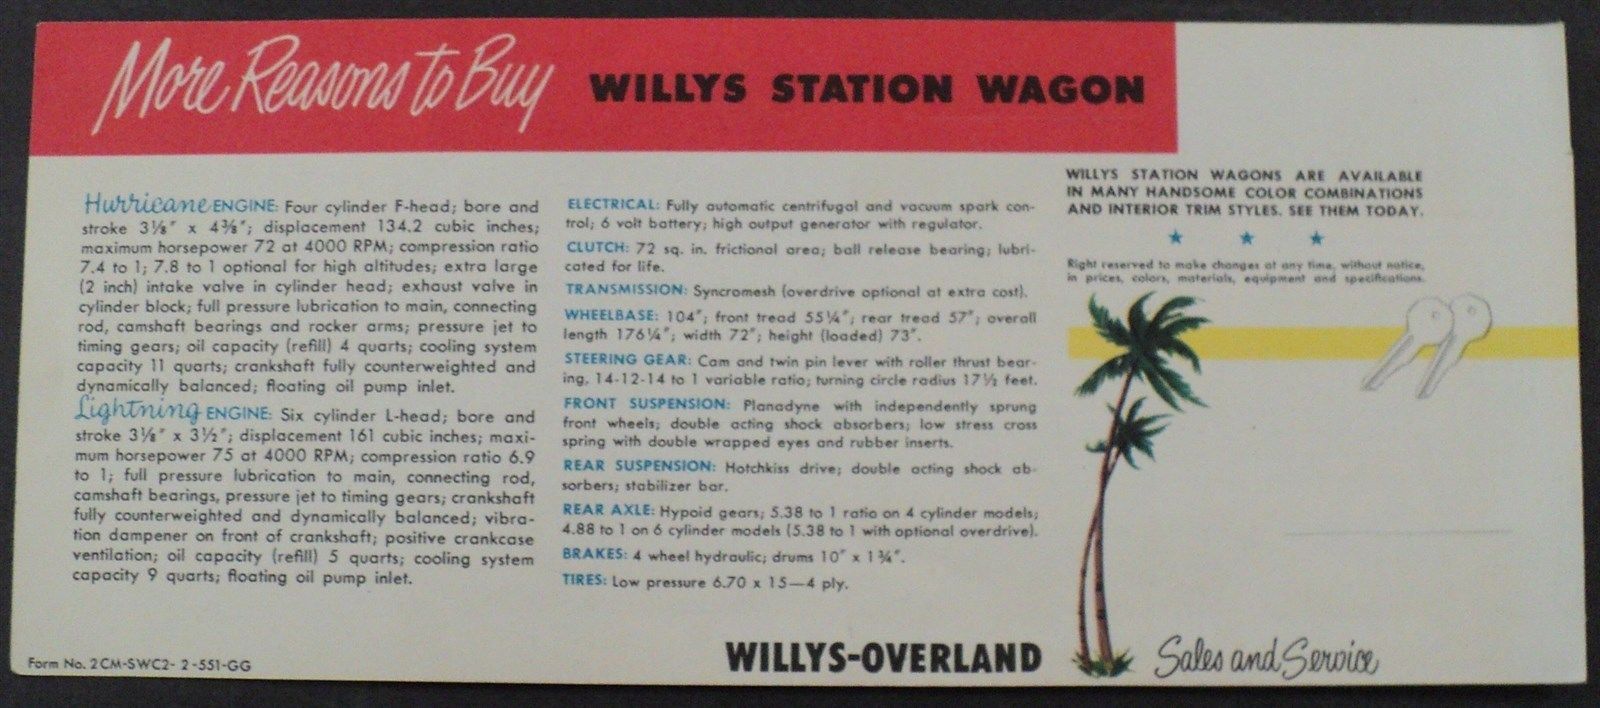 More Reasons to Buy WILLYS STATION WAGON
Hurricane ENGINE: Four cylinder F-head; bore and
stroke 3⅛" x 4⅜"; displacement 134.2 cubic inches;
maximum horsepower 72 at 4000 RPM; compression ratio
7.4 to 1; 7.8 to 1 optional for high altitudes; extra large
(2 inch) intake valve in cylinder head; exhaust valve in
cylinder block; full pressure lubrication to main, connecting
rod, camshaft bearings and rocker arms; pressure jet to
timing gears; oil capacity (refill) 4 quarts; cooling system
capacity 11 quarts; crankshaft fully counterweighted and
dynamically balanced; floating oil pump inlet.
Lightning ENGINE: Six cylinder L-head; bore and
stroke 3⅛" x 3½"; displacement 161 cubic inches; maxi-
mum horsepower 75 at 4000 RPM; compression ratio 6.9
to 1; full pressure lubrication to main, connecting rod,
camshaft bearings, pressure jet to timing gears; crankshaft
fully counterweighted and dynamically balanced; vibra-
tion dampener on front of crankshaft; positive crankcase
ventilation; oil capacity (refill) 5 quarts; cooling system
capacity 9 quarts; floating oil pump inlet.
ELECTRICAL: Fully automatic centrifugal and vacuum spark con-
trol; 6 volt battery; high output generator with regulator.
CLUTCH: 72 sq. in. frictional area; ball release bearing; lubri-
cated for life.
TRANSMISSION: Syncromesh (overdrive optional at extra cost).
WHEELBASE: 104"; front tread 55¼"; rear tread 57"; overall
length 176¼"; width 72"; height (loaded) 73".
STEERING GEAR: Cam and twin pin lever with roller thrust bear-
ing, 14-12-14 to 1 variable ratio; turning circle radius 17½ feet.
FRONT SUSPENSION: Planadyne with independently sprung
front wheels; double acting shock absorbers; low stress cross
spring with double wrapped eyes and rubber inserts.
REAR SUSPENSION: Hotchkiss drive; double acting shock ab-
sorbers; stabilizer bar.
REAR AXLE: Hypoid gears; 5.38 to 1 ratio on 4 cylinder models;
4.88 to 1 on 6 cylinder models (5.38 to 1 with optional overdrive).
BRAKES: 4 wheel hydraulic; drums 10" x 1¾".
TIRES: Low pressure 6.70 x 15—4 ply.
WILLYS STATION WAGONS ARE AVAILABLE
IN MANY HANDSOME COLOR COMBINATIONS
AND INTERIOR TRIM STYLES. SEE THEM TODAY.
Right reserved to make changes at any time, without notice,
in prices, colors, materials, equipment and specifications.
Form No. 2CM-SWC2- 2-551-GG
WILLYS-OVERLAND Sales and Service